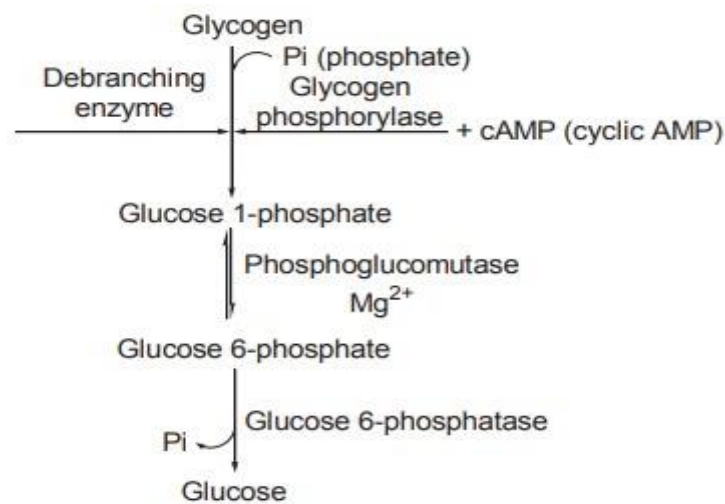 Glycogen
Pi (phosphate)
Debranching
enzyme
Glycogen
phosphorylase
+ cAMP (cyclic AMP)
Glucose 1-phosphate
Phosphoglucomutase
Mg2+
Glucose 6-phosphate
Glucose 6-phosphatase
Pi
Glucose